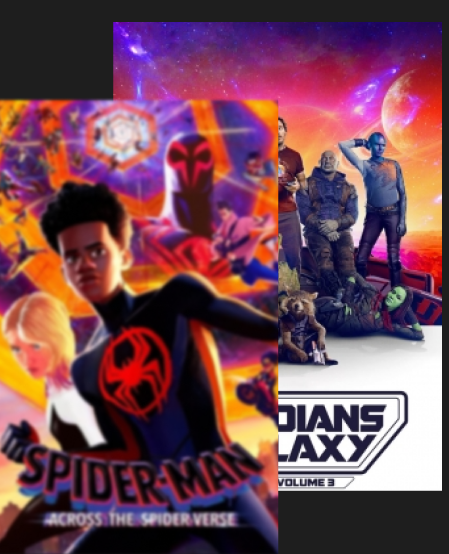 SPIDER-MAN
ACROSS THE SPIDER-VERSE
DIANS
LAXY
VOLUME 3